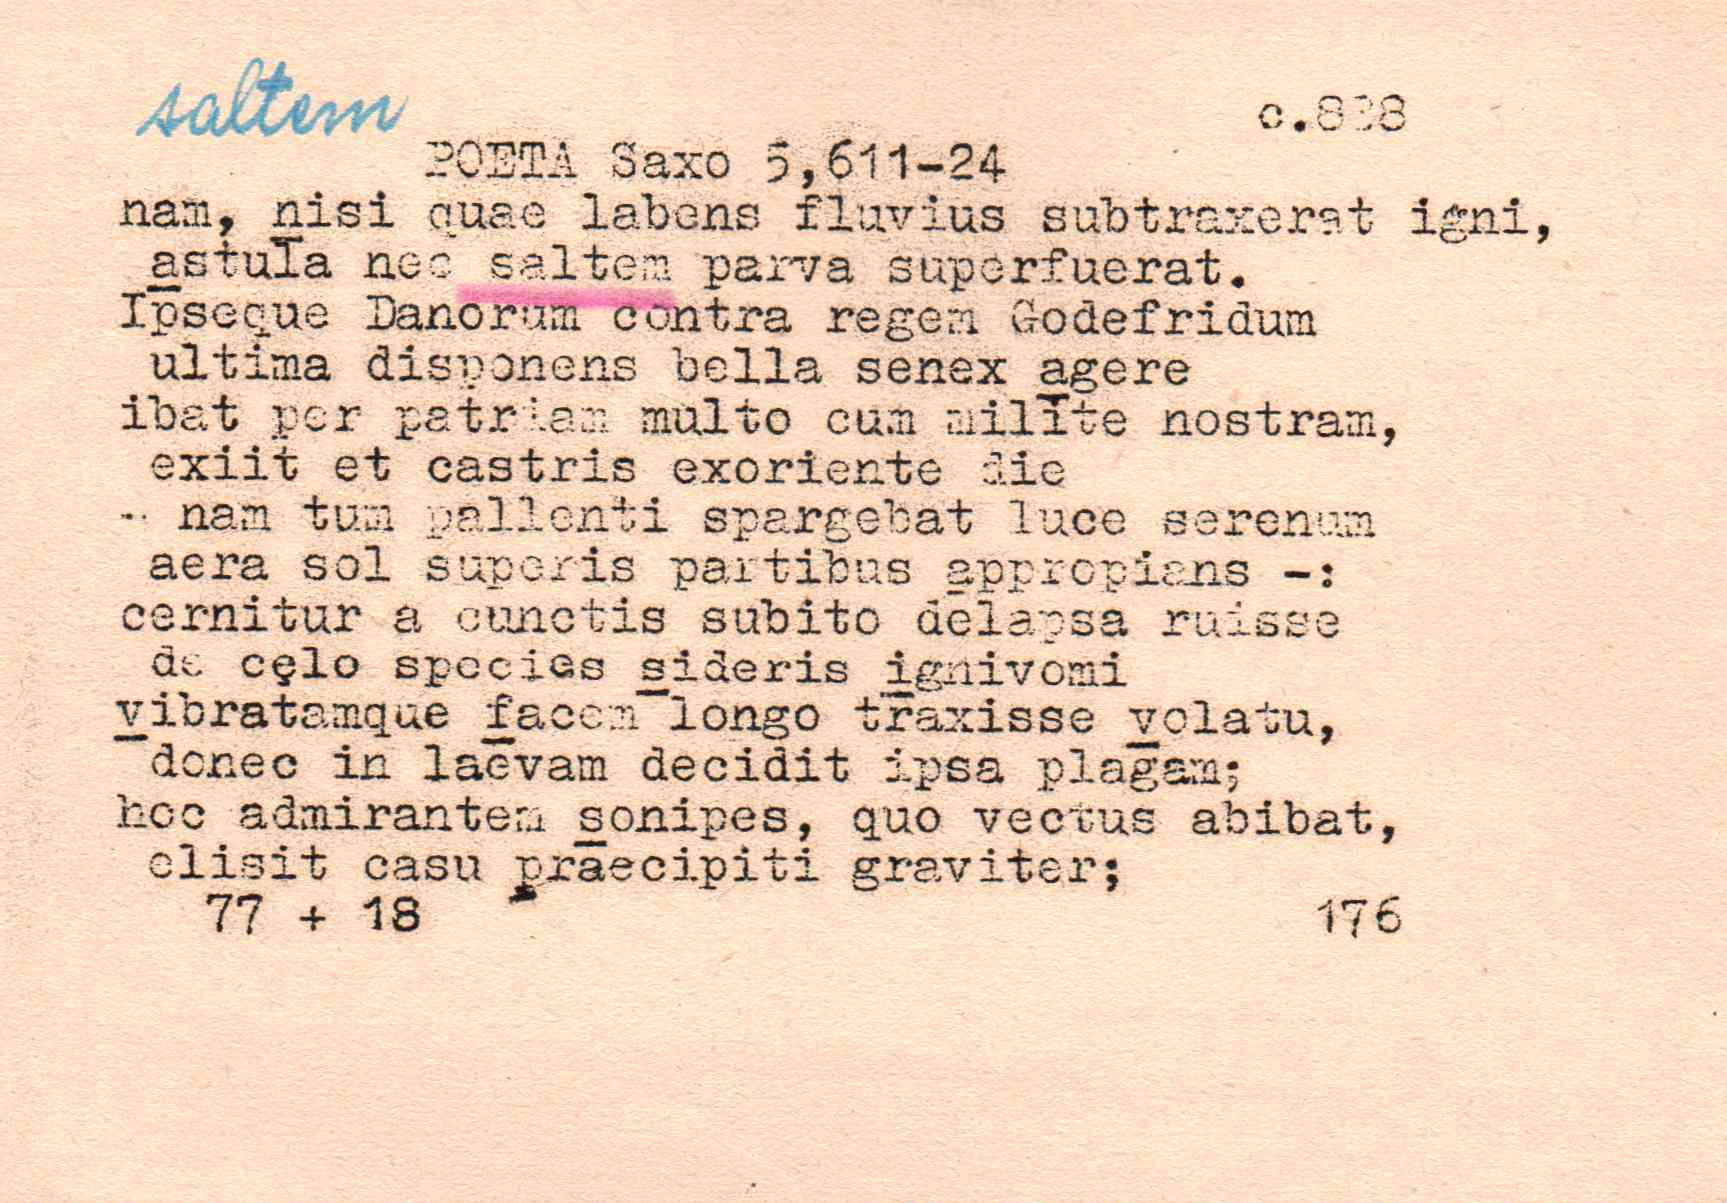 saltem
c.888
POETA Saxo 5,611-24
nam, nisi quae labens fluvius subtraxerat igni,
astula nec saltem parva superfuerat.
Ipseque Danorum contra regem Godefridum
ultima disponens bella senex agere
ibat per patriam multo cum milite nostram,
exiit et castris exoriente die
- nam tum pallenti spargebat luce serenum
aera sol superis partibus appropians -:
cernitur a cunctis subito delapsa ruisse
de cęlo species sideris ignivomi
vibratamque facem longo traxisse volatu,
donec in laevam decidit ipsa plagam;
hoc admirantem sonipes, quo vectus abibat,
elisit casu praecipiti graviter;
77 + 18 176